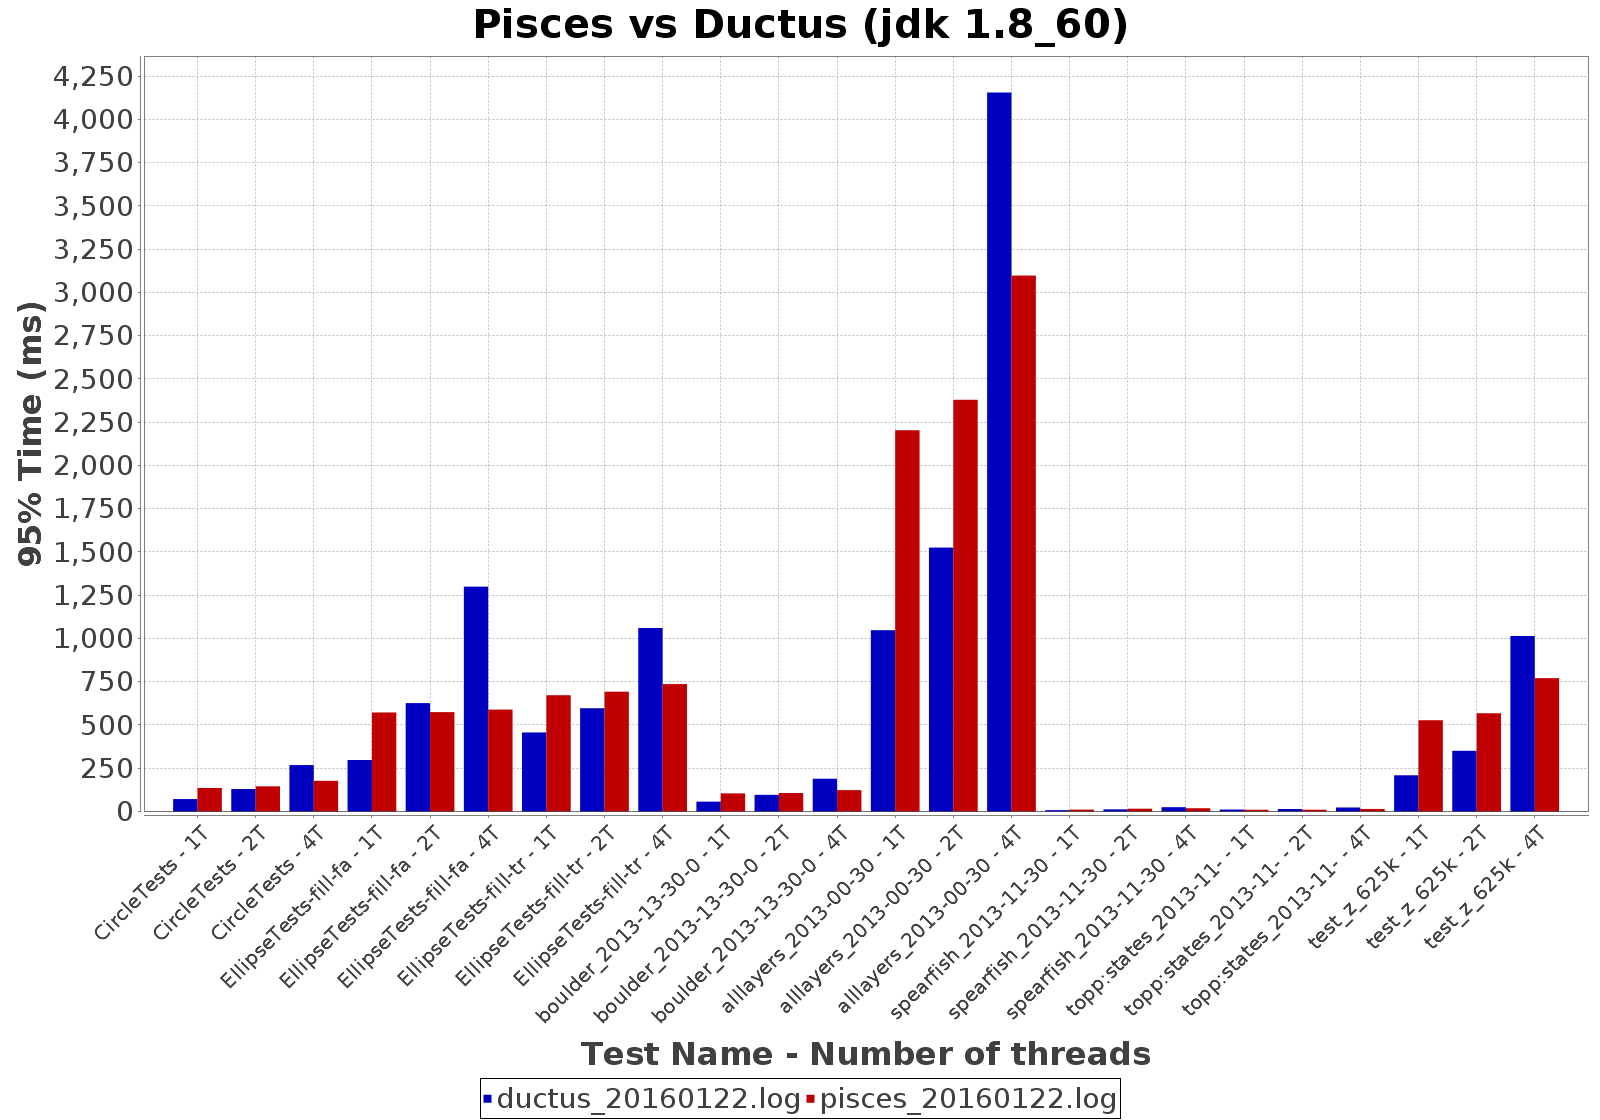 Pisces vs Ductus (jdk 1.8_60)
95% Time (ms)
4,250
4,000
3,750
3,500
3,250
3,000
2,750
2,500
2,250
2,000
1,750
1,500
1,250
1,000
750
500
250
0
CircleTests - 1T
CircleTests - 2T
CircleTests - 4T
EllipseTests-fill-fa - 1T
EllipseTests-fill-fa - 2T
EllipseTests-fill-fa - 4T
EllipseTests-fill-tr - 1T
EllipseTests-fill-tr - 2T
EllipseTests-fill-tr - 4T
boulder_2013-13-30-0 - 1T
boulder_2013-13-30-0 - 2T
boulder_2013-13-30-0 - 4T
alllayers_2013-00-30 - 1T
alllayers_2013-00-30 - 2T
alllayers_2013-00-30 - 4T
spearfish_2013-11-30 - 1T
spearfish_2013-11-30 - 2T
spearfish_2013-11-30 - 4T
topp:states_2013-11- - 1T
topp:states_2013-11- - 2T
topp:states_2013-11- - 4T
test_z_625k - 1T
test_z_625k - 2T
test_z_625k - 4T
Test Name - Number of threads
ductus_20160122.log pisces_20160122.log